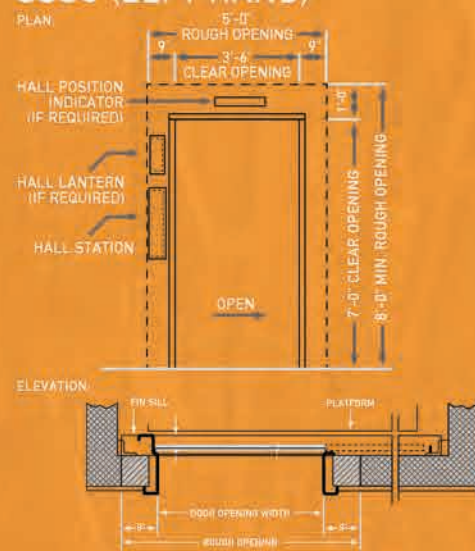 PLAN:
5'-0"
ROUGH OPENING
9" 3'-6" 9"
CLEAR OPENING
HALL POSITION
INDICATOR
(IF REQUIRED)
1'-0"
HALL LANTERN
(IF REQUIRED)
HALL STATION
7'-0" CLEAR OPENING
8'-0" MIN. ROUGH OPENING
OPEN
ELEVATION:
FIN SILL PLATFORM
DOOR OPENING WIDTH
ROUGH OPENING